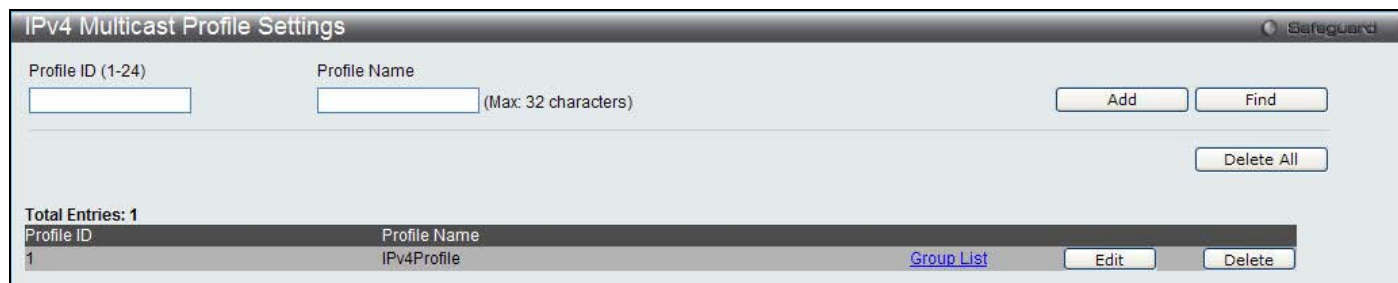 IPv4 Multicast Profile Settings
Safeguard
Profile ID (1-24) Profile Name
(Max: 32 characters) Add Find
Delete All
Total Entries: 1
Profile ID Profile Name
1 IPv4Profile Group List Edit Delete